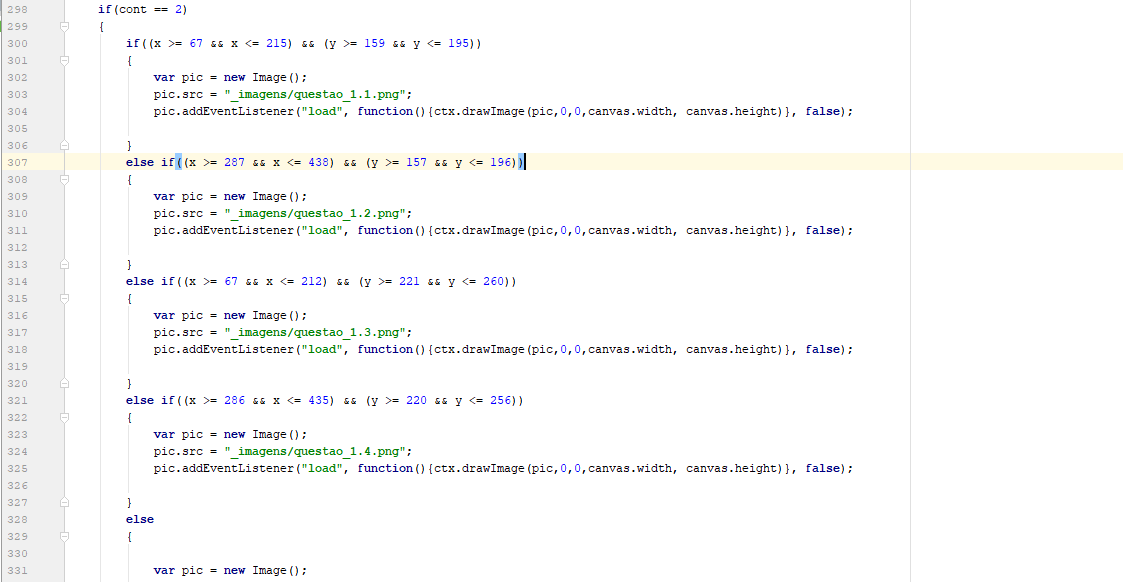 298 if(cont == 2)
299 {
300 if((x >= 67 && x <= 215) && (y >= 159 && y <= 195))
301 {
302 var pic = new Image();
303 pic.src = "_imagens/questao_1.1.png";
304 pic.addEventListener("load", function(){ctx.drawImage(pic,0,0,canvas.width, canvas.height)}, false);
305
306 }
307 else if((x >= 287 && x <= 438) && (y >= 157 && y <= 196))
308 {
309 var pic = new Image();
310 pic.src = "_imagens/questao_1.2.png";
311 pic.addEventListener("load", function(){ctx.drawImage(pic,0,0,canvas.width, canvas.height)}, false);
312
313 }
314 else if((x >= 67 && x <= 212) && (y >= 221 && y <= 260))
315 {
316 var pic = new Image();
317 pic.src = "_imagens/questao_1.3.png";
318 pic.addEventListener("load", function(){ctx.drawImage(pic,0,0,canvas.width, canvas.height)}, false);
319
320 }
321 else if((x >= 286 && x <= 435) && (y >= 220 && y <= 256))
322 {
323 var pic = new Image();
324 pic.src = "_imagens/questao_1.4.png";
325 pic.addEventListener("load", function(){ctx.drawImage(pic,0,0,canvas.width, canvas.height)}, false);
326
327 }
328 else
329 {
330
331 var pic = new Image();